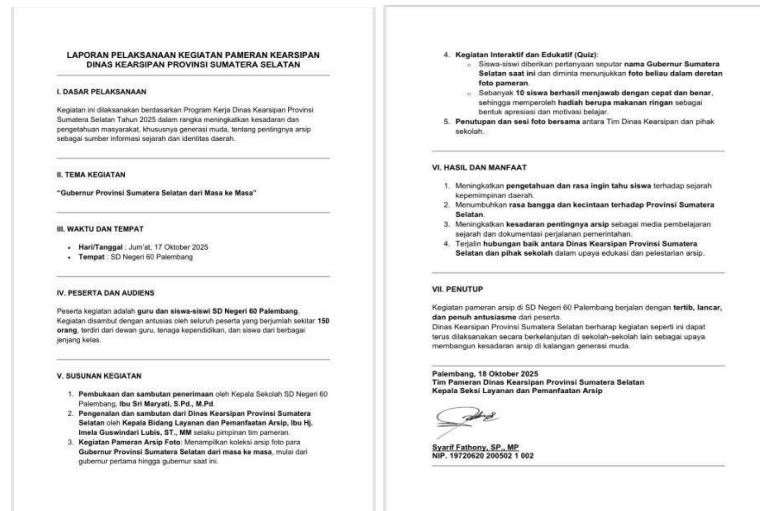 LAPORAN PELAKSANAAN KEGIATAN PAMERAN KEARSIPAN
DINAS KEARSIPAN PROVINSI SUMATERA SELATAN
I. DASAR PELAKSANAAN
Kegiatan ini dilaksanakan berdasarkan Program Kerja Dinas Kearsipan Provinsi
Sumatera Selatan Tahun 2025 dalam rangka meningkatkan kesadaran dan
pengetahuan masyarakat, khususnya generasi muda, tentang pentingnya arsip
sebagai sumber informasi sejarah dan identitas daerah.
II. TEMA KEGIATAN
“Gubernur Provinsi Sumatera Selatan dari Masa ke Masa”
III. WAKTU DAN TEMPAT
• Hari/Tanggal : Jum'at, 17 Oktober 2025
• Tempat : SD Negeri 60 Palembang
IV. PESERTA DAN AUDIENS
Peserta kegiatan adalah guru dan siswa-siswi SD Negeri 60 Palembang.
Kegiatan disambut dengan antusias oleh seluruh peserta yang berjumlah sekitar 150
orang, terdiri dari dewan guru, tenaga kependidikan, dan siswa dari berbagai
jenjang kelas.
V. SUSUNAN KEGIATAN
1. Pembukaan dan sambutan penerimaan oleh Kepala Sekolah SD Negeri 60
Palembang, Ibu Sri Maryati, S.Pd., M.Pd.
2. Pengenalan dan sambutan dari Dinas Kearsipan Provinsi Sumatera
Selatan oleh Kepala Bidang Layanan dan Pemanfaatan Arsip, Ibu Hj.
Imela Guswindari Lubis, ST., MM selaku pimpinan tim pameran.
3. Kegiatan Pameran Arsip Foto: Menampilkan koleksi arsip foto para
Gubernur Provinsi Sumatera Selatan dari masa ke masa, mulai dari
gubernur pertama hingga gubernur saat ini.
4. Kegiatan Interaktif dan Edukatif (Quiz):
o Siswa-siswi diberikan pertanyaan seputar nama Gubernur Sumatera
Selatan saat ini dan diminta menunjukkan foto beliau dalam deretan
foto pameran.
o Sebanyak 10 siswa berhasil menjawab dengan cepat dan benar,
sehingga memperoleh hadiah berupa makanan ringan sebagai
bentuk apresiasi dan motivasi belajar.
5. Penutupan dan sesi foto bersama antara Tim Dinas Kearsipan dan pihak
sekolah.
VI. HASIL DAN MANFAAT
1. Meningkatkan pengetahuan dan rasa ingin tahu siswa terhadap sejarah
kepemimpinan daerah.
2. Menumbuhkan rasa bangga dan kecintaan terhadap Provinsi Sumatera
Selatan.
3. Meningkatkan kesadaran pentingnya arsip sebagai media pembelajaran
sejarah dan dokumentasi perjalanan pemerintahan.
4. Terjalin hubungan baik antara Dinas Kearsipan Provinsi Sumatera
Selatan dan pihak sekolah dalam upaya edukasi dan pelestarian arsip.
VII. PENUTUP
Kegiatan pameran arsip di SD Negeri 60 Palembang berjalan dengan tertib, lancar,
dan penuh antusiasme dari peserta.
Dinas Kearsipan Provinsi Sumatera Selatan berharap kegiatan seperti ini dapat
terus dilaksanakan secara berkelanjutan di sekolah-sekolah lain sebagai upaya
membangun kesadaran arsip di kalangan generasi muda.
Palembang, 18 Oktober 2025
Tim Pameran Dinas Kearsipan Provinsi Sumatera Selatan
Kepala Seksi Layanan dan Pemanfaatan Arsip
Syarif Fathony, SP., MP
NIP. 19720620 200502 1 002